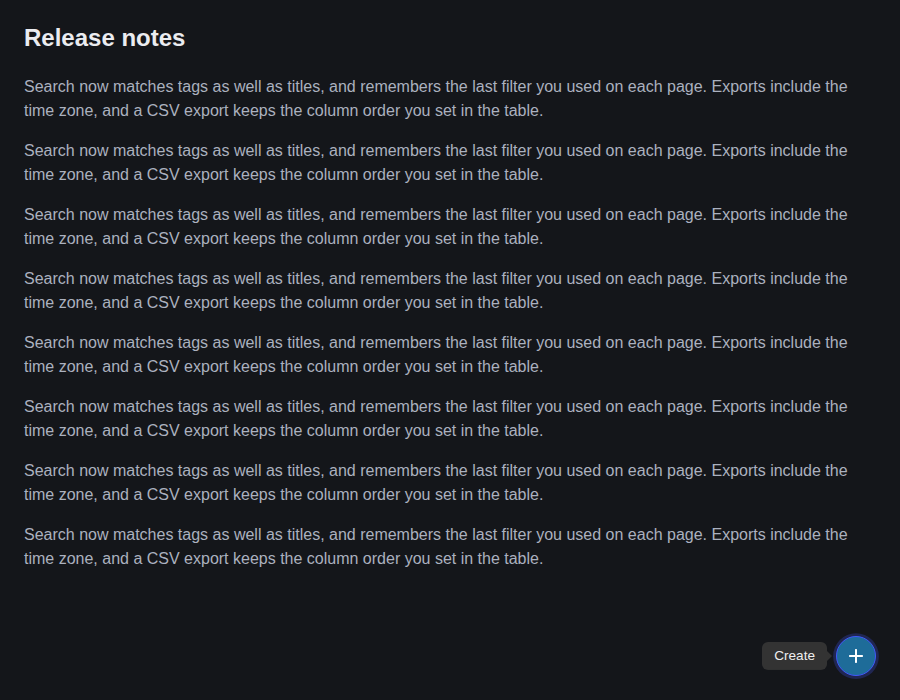 Release notes
Search now matches tags as well as titles, and remembers the last filter you used on each page. Exports include the
time zone, and a CSV export keeps the column order you set in the table.
Search now matches tags as well as titles, and remembers the last filter you used on each page. Exports include the
time zone, and a CSV export keeps the column order you set in the table.
Search now matches tags as well as titles, and remembers the last filter you used on each page. Exports include the
time zone, and a CSV export keeps the column order you set in the table.
Search now matches tags as well as titles, and remembers the last filter you used on each page. Exports include the
time zone, and a CSV export keeps the column order you set in the table.
Search now matches tags as well as titles, and remembers the last filter you used on each page. Exports include the
time zone, and a CSV export keeps the column order you set in the table.
Search now matches tags as well as titles, and remembers the last filter you used on each page. Exports include the
time zone, and a CSV export keeps the column order you set in the table.
Search now matches tags as well as titles, and remembers the last filter you used on each page. Exports include the
time zone, and a CSV export keeps the column order you set in the table.
Search now matches tags as well as titles, and remembers the last filter you used on each page. Exports include the
time zone, and a CSV export keeps the column order you set in the table.
Create